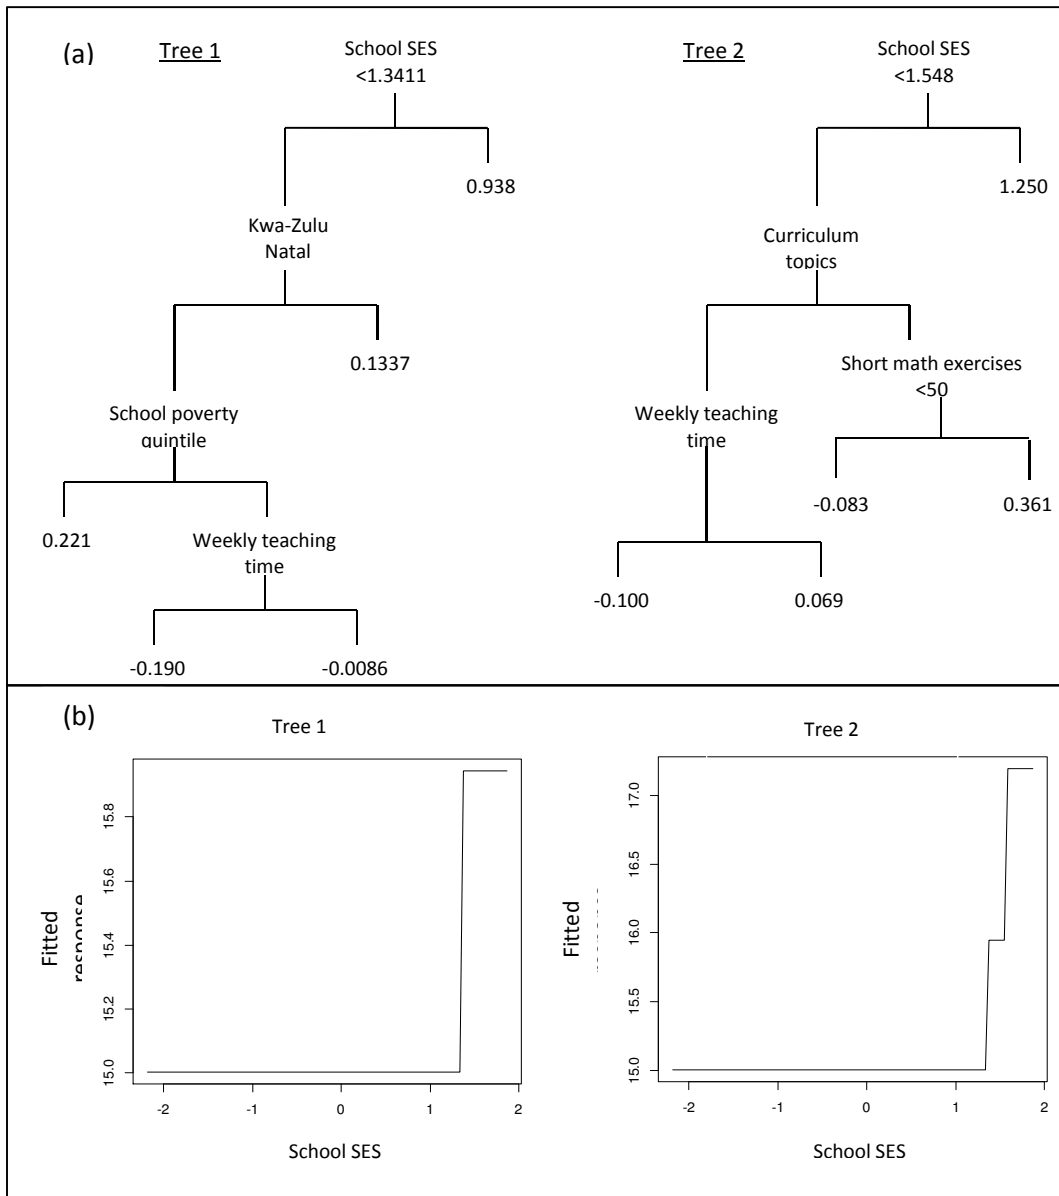 (a)
Tree 1
School SES
<1.3411
0.938
Kwa-Zulu
Natal
0.1337
School poverty
quintile
0.221
Weekly teaching
time
-0.190
-0.0086
Tree 2
School SES
<1.548
1.250
Curriculum
topics
Short math exercises
<50
Weekly teaching
time
-0.083
0.361
-0.100
0.069
(b)
Tree 1
15.8
15.6
15.4
15.2
15.0
Fitted
response
-2 -1 0 1 2
School SES
Tree 2
17.0
16.5
16.0
15.5
15.0
Fitted
-2 -1 0 1 2
School SES